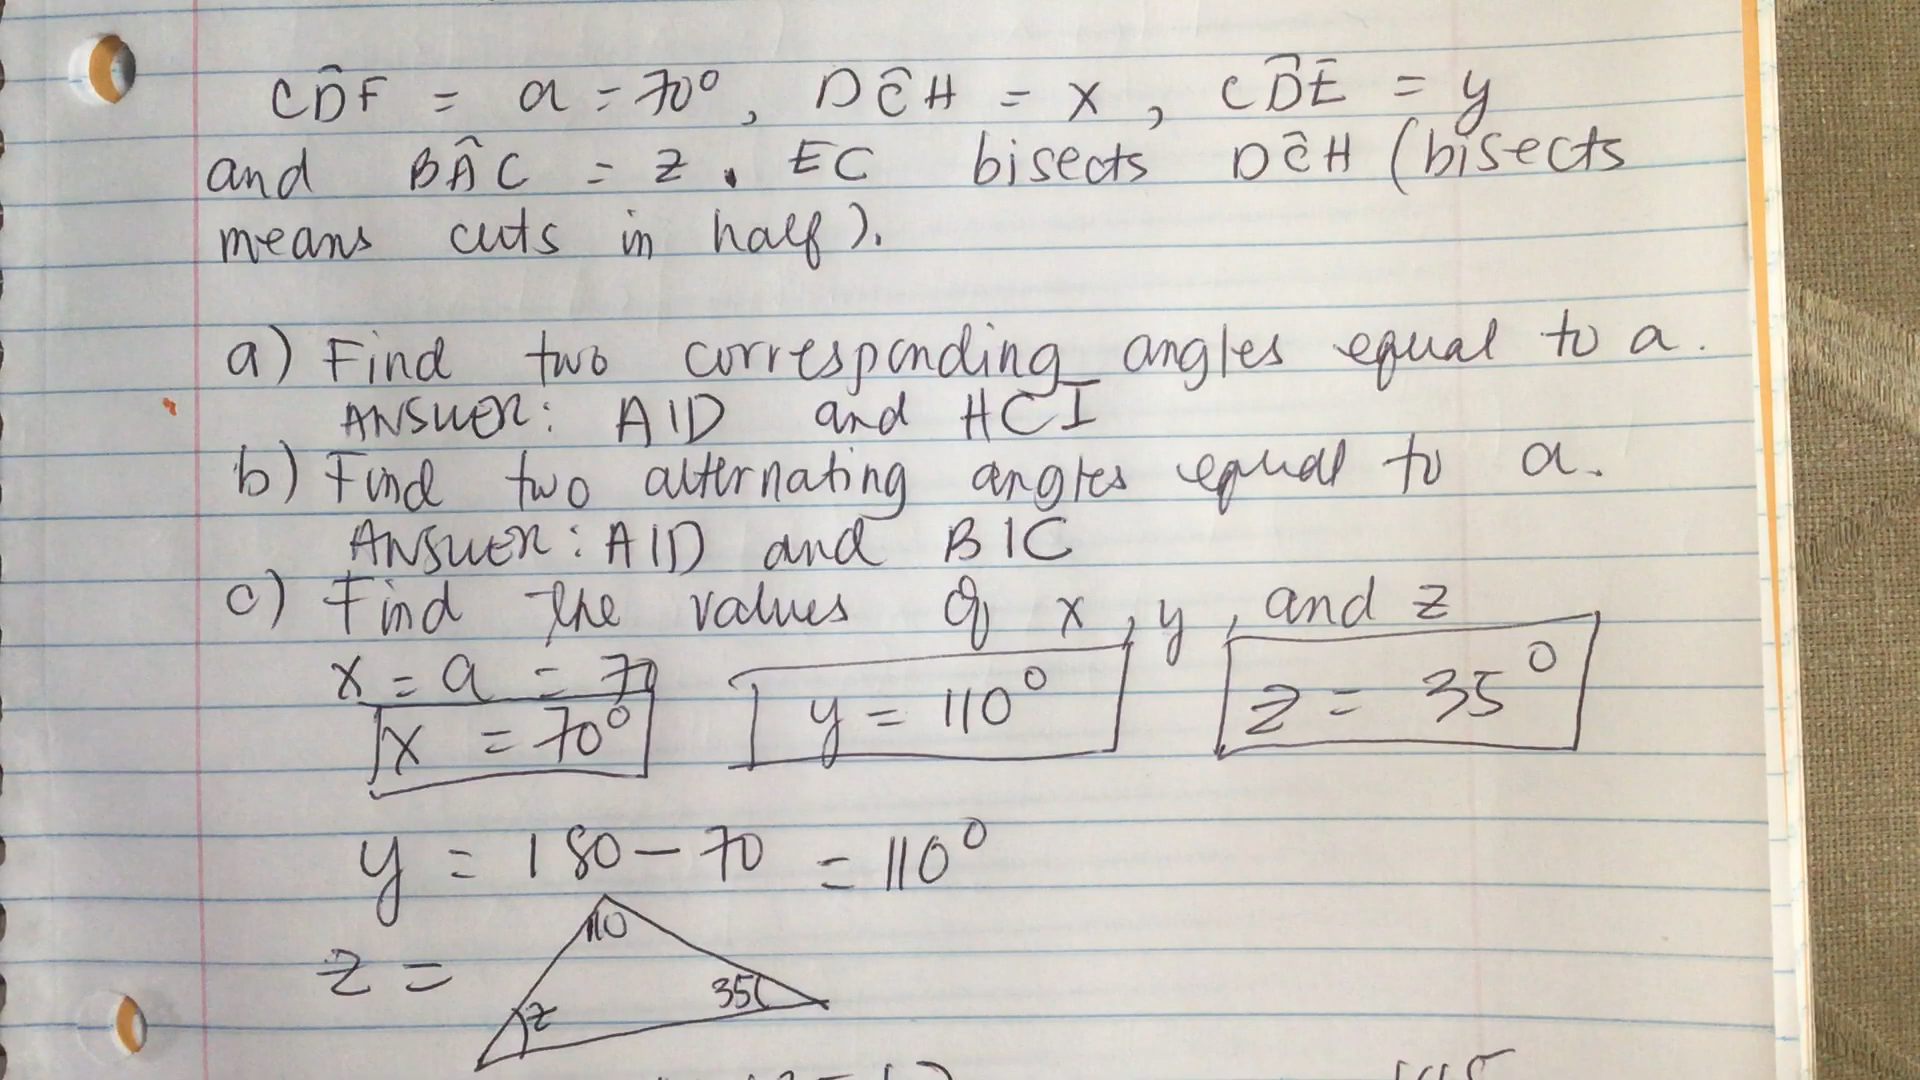 CD̂F = a = 70°, DĈH = x, CD̂E = y
and BÂC = z. EC bisects DĈH (bisects
means cuts in half).
a) Find two corresponding angles equal to a.
ANSWER: AID and HCI
b) Find two alternating angles equal to a.
ANSWER: AID and BIC
c) Find the values of x, y, and z
x = a = 70
x = 70° y = 110° z = 35°
y = 180 - 70 = 110°
110
z =
35
z